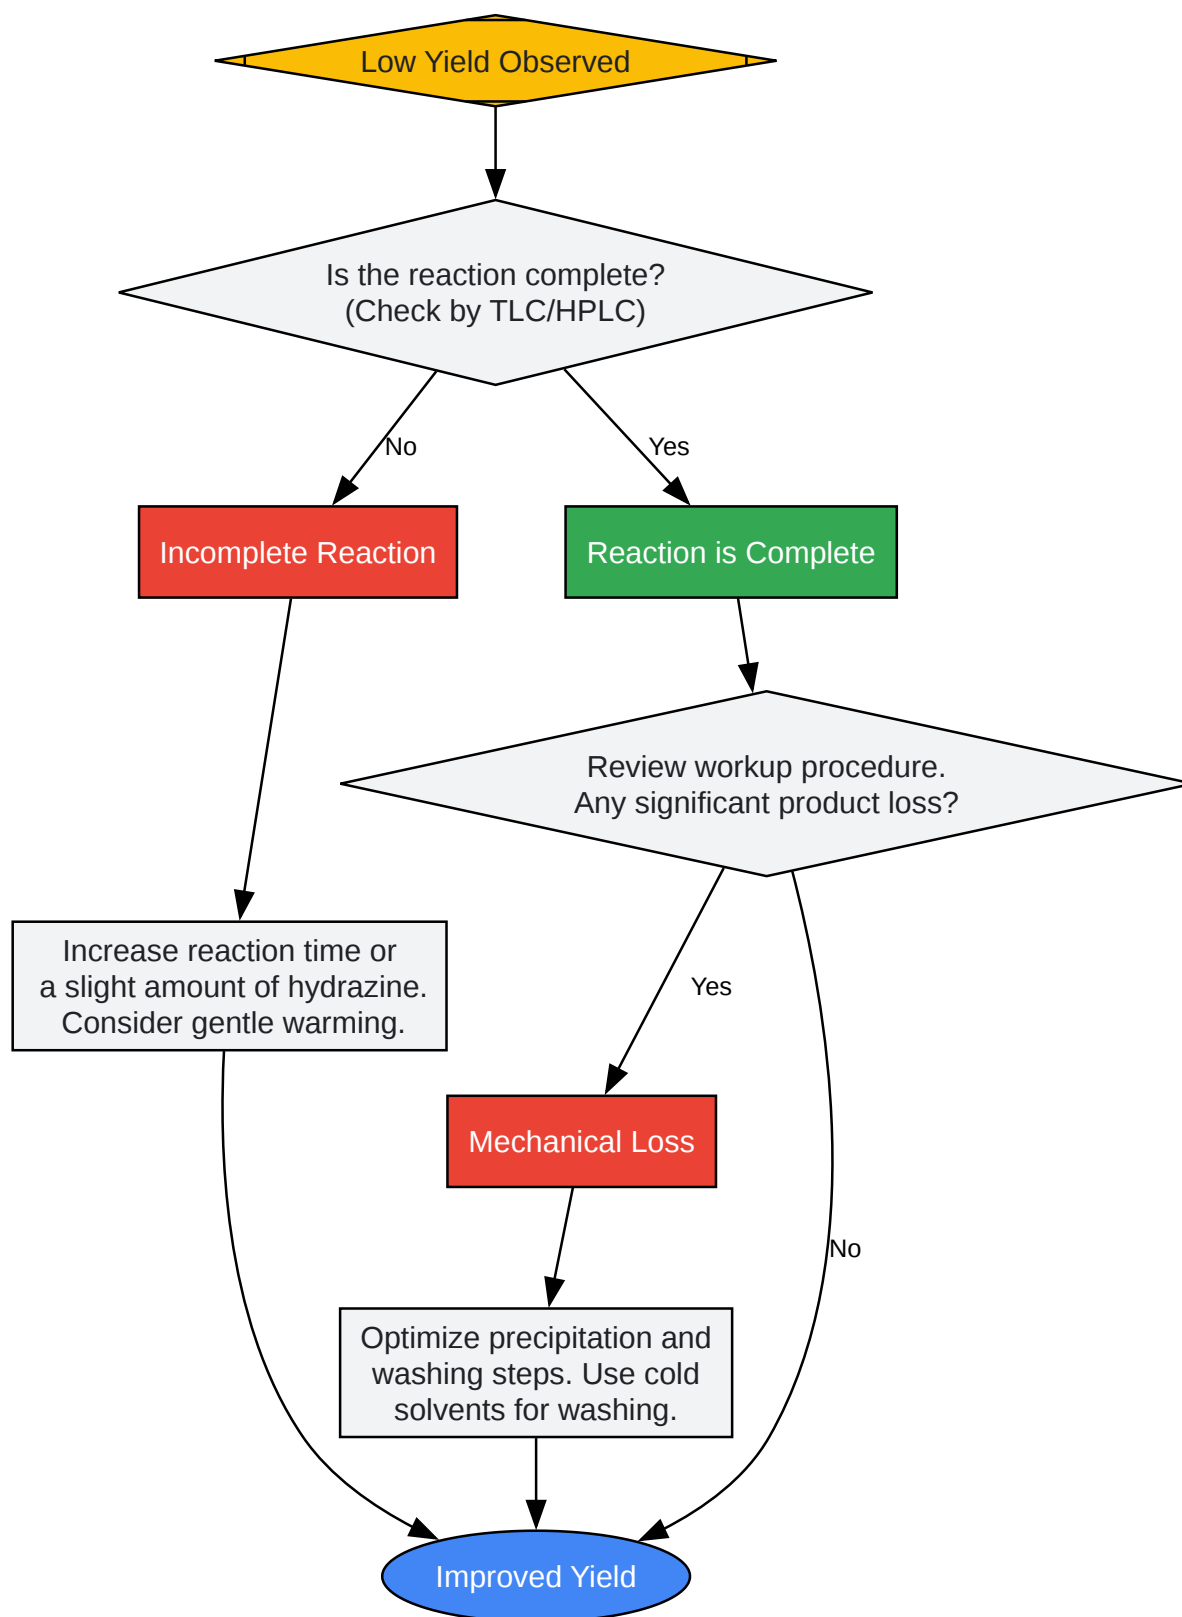 Low Yield Observed
Is the reaction complete?
(Check by TLC/HPLC)
No
Yes
Incomplete Reaction
Reaction is Complete
Review workup procedure.
Any significant product loss?
Increase reaction time or
a slight amount of hydrazine.
Consider gentle warming.
Yes
Mechanical Loss
No
Optimize precipitation and
washing steps. Use cold
solvents for washing.
Improved Yield